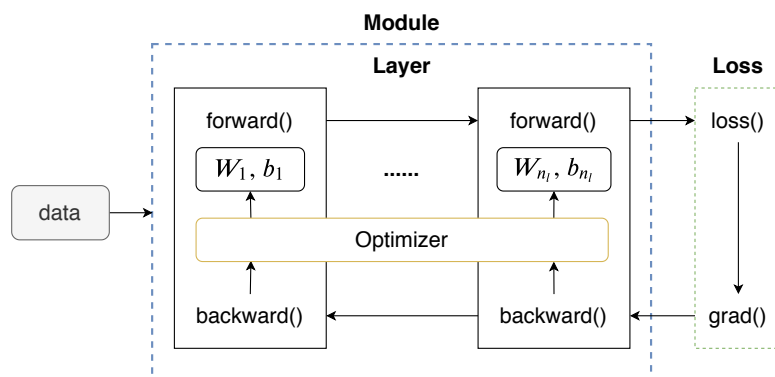 Module
Layer
Loss
forward()
forward()
loss()
W₁, b₁
......
Wₙₗ, bₙₗ
data
Optimizer
backward()
backward()
grad()